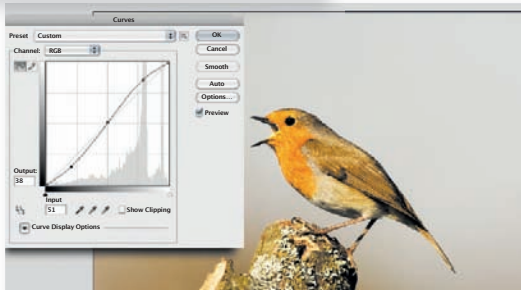 Curves
Preset Custom
OK
Channel: RGB
Cancel
Smooth
Auto
Options...
Preview
Output:
38
Input
51
Show Clipping
Curve Display Options